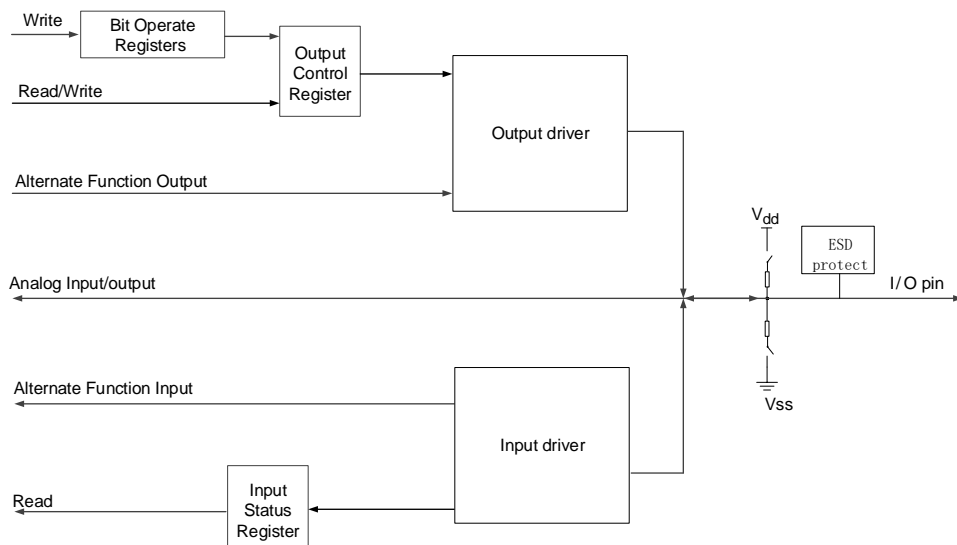 Write
Bit Operate
Registers
Output
Control
Register
Read/Write
Output driver
Alternate Function Output
Vdd
ESD
protect
Analog Input/output
I/O pin
Alternate Function Input
Vss
Input driver
Input
Status
Register
Read